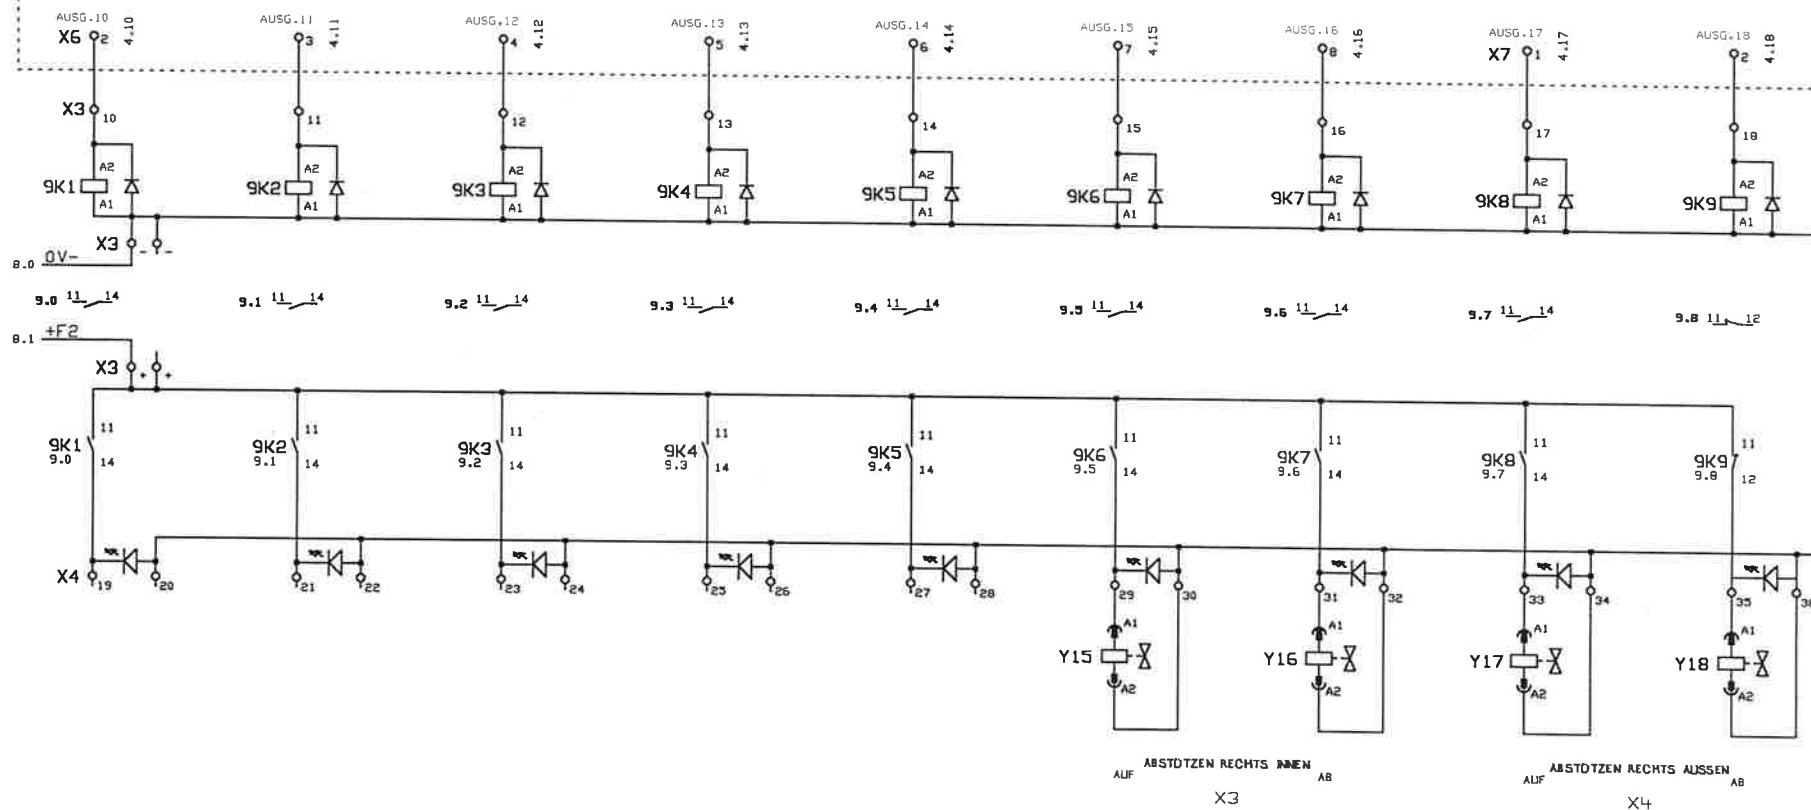 AUSG.10 AUSG.11 AUSG.12 AUSG.13 AUSG.14 AUSG.15 AUSG.16 AUSG.17 AUSG.18
X6 2 4.10 3 4.11 4 4.12 5 4.13 6 4.14 7 4.15 8 4.16 X7 1 4.17 2 4.18
X3 10 11 12 13 14 15 16 17 18
A2 A2 A2 A2 A2 A2 A2 A2 A2
9K1 9K2 9K3 9K4 9K5 9K6 9K7 9K8 9K9
A1 A1 A1 A1 A1 A1 A1 A1 A1
X3 - -
8.0 0V-
9.0 11 14 9.1 11 14 9.2 11 14 9.3 11 14 9.4 11 14 9.5 11 14 9.6 11 14 9.7 11 14 9.8 11 12
8.1 +F2
X3 + +
11 11 11 11 11 11 11 11 11
9K1 9K2 9K3 9K4 9K5 9K6 9K7 9K8 9K9
9.0 9.1 9.2 9.3 9.4 9.5 9.6 9.7 9.8
14 14 14 14 14 14 14 14 12
X4 19 20 21 22 23 24 25 26 27 28 29 30 31 32 33 34 35 36
A1 A1 A1 A1
Y15 Y16 Y17 Y18
A2 A2 A2 A2
ABSTÜTZEN RECHTS INNEN ABSTÜTZEN RECHTS AUSSEN
AUF AB AUF AB
X3 X4